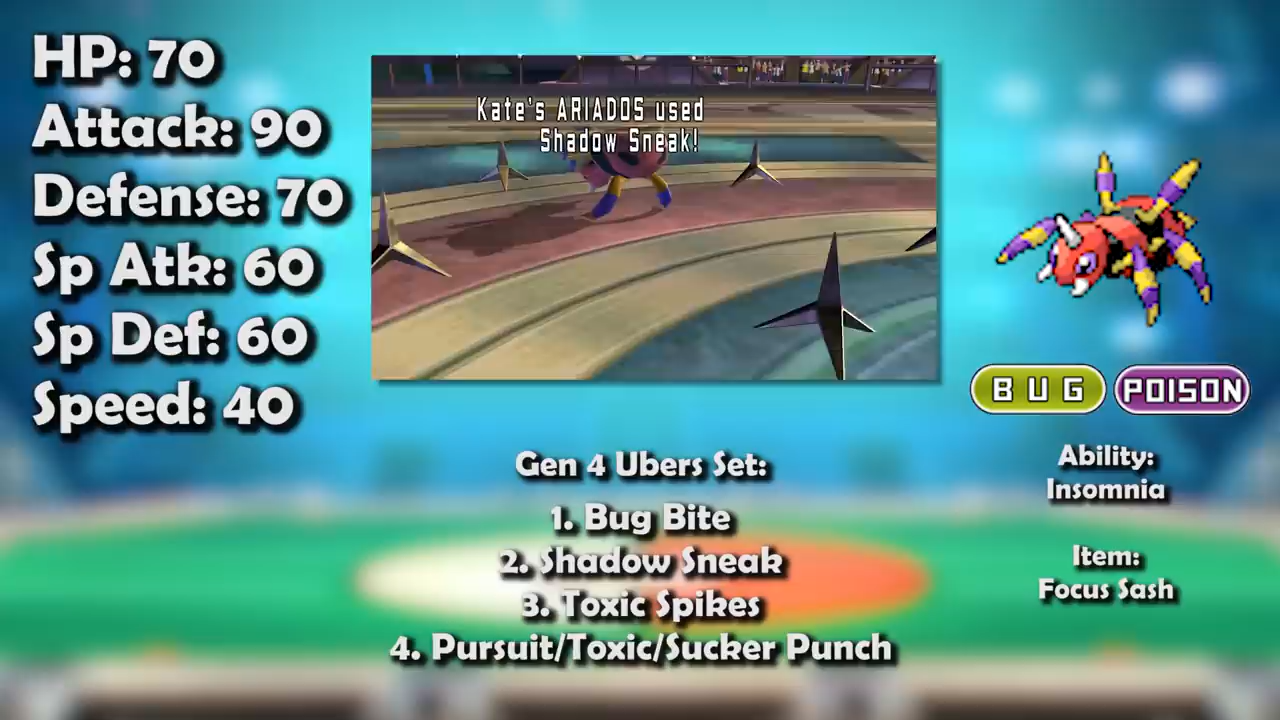 HP: 70
Attack: 90
Defense: 70
Sp Atk: 60
Sp Def: 60
Speed: 40
Kate's ARIADOS used
Shadow Sneak!
BUG
POISON
Ability:
Insomnia
Item:
Focus Sash
Gen 4 Ubers Set:
1. Bug Bite
2. Shadow Sneak
3. Toxic Spikes
4. Pursuit/Toxic/Sucker Punch